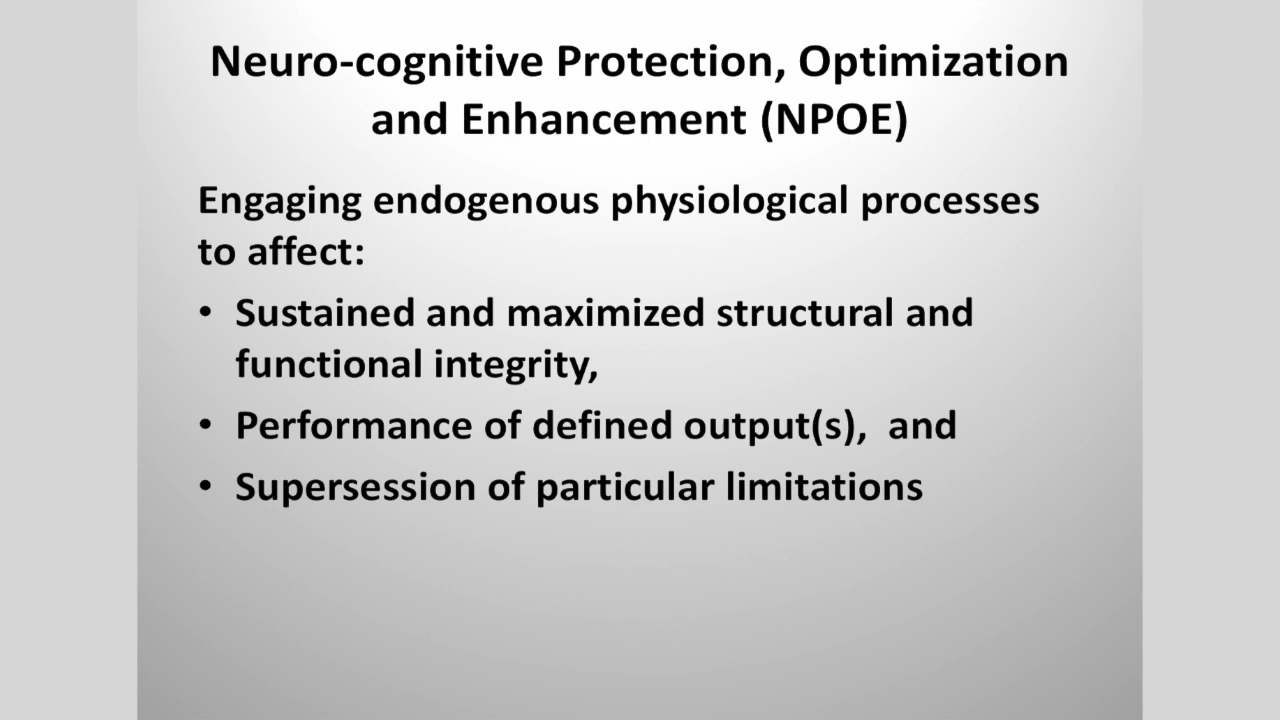 Neuro-cognitive Protection, Optimization
and Enhancement (NPOE)
Engaging endogenous physiological processes
to affect:
• Sustained and maximized structural and
functional integrity,
• Performance of defined output(s),  and
• Supersession of particular limitations